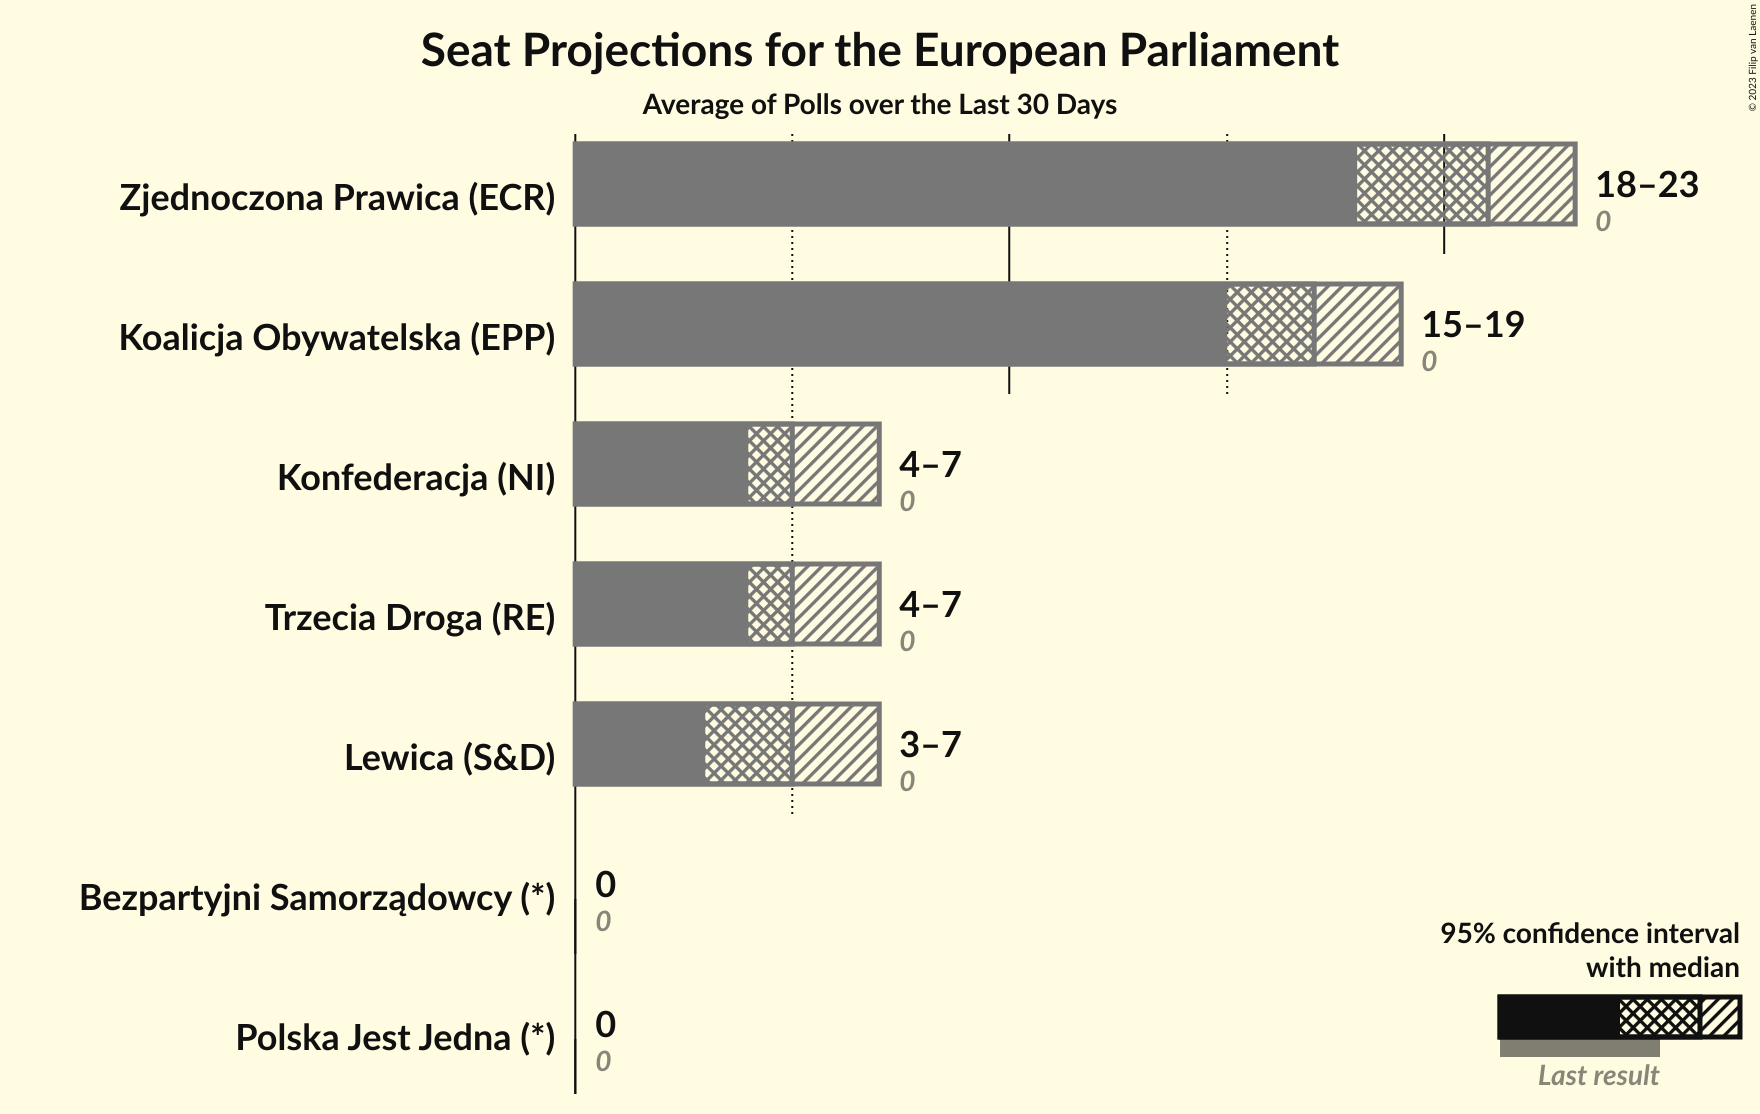 Seat Projections for the European Parliament
Average of Polls over the Last 30 Days
© 2023 Filip van Laenen
Zjednoczona Prawica (ECR)
18–23
0
Koalicja Obywatelska (EPP)
15–19
0
Konfederacja (NI)
4–7
0
Trzecia Droga (RE)
4–7
0
Lewica (S&D)
3–7
0
Bezpartyjni Samorządowcy (*)
0
0
Polska Jest Jedna (*)
0
0
95% confidence interval
with median
Last result